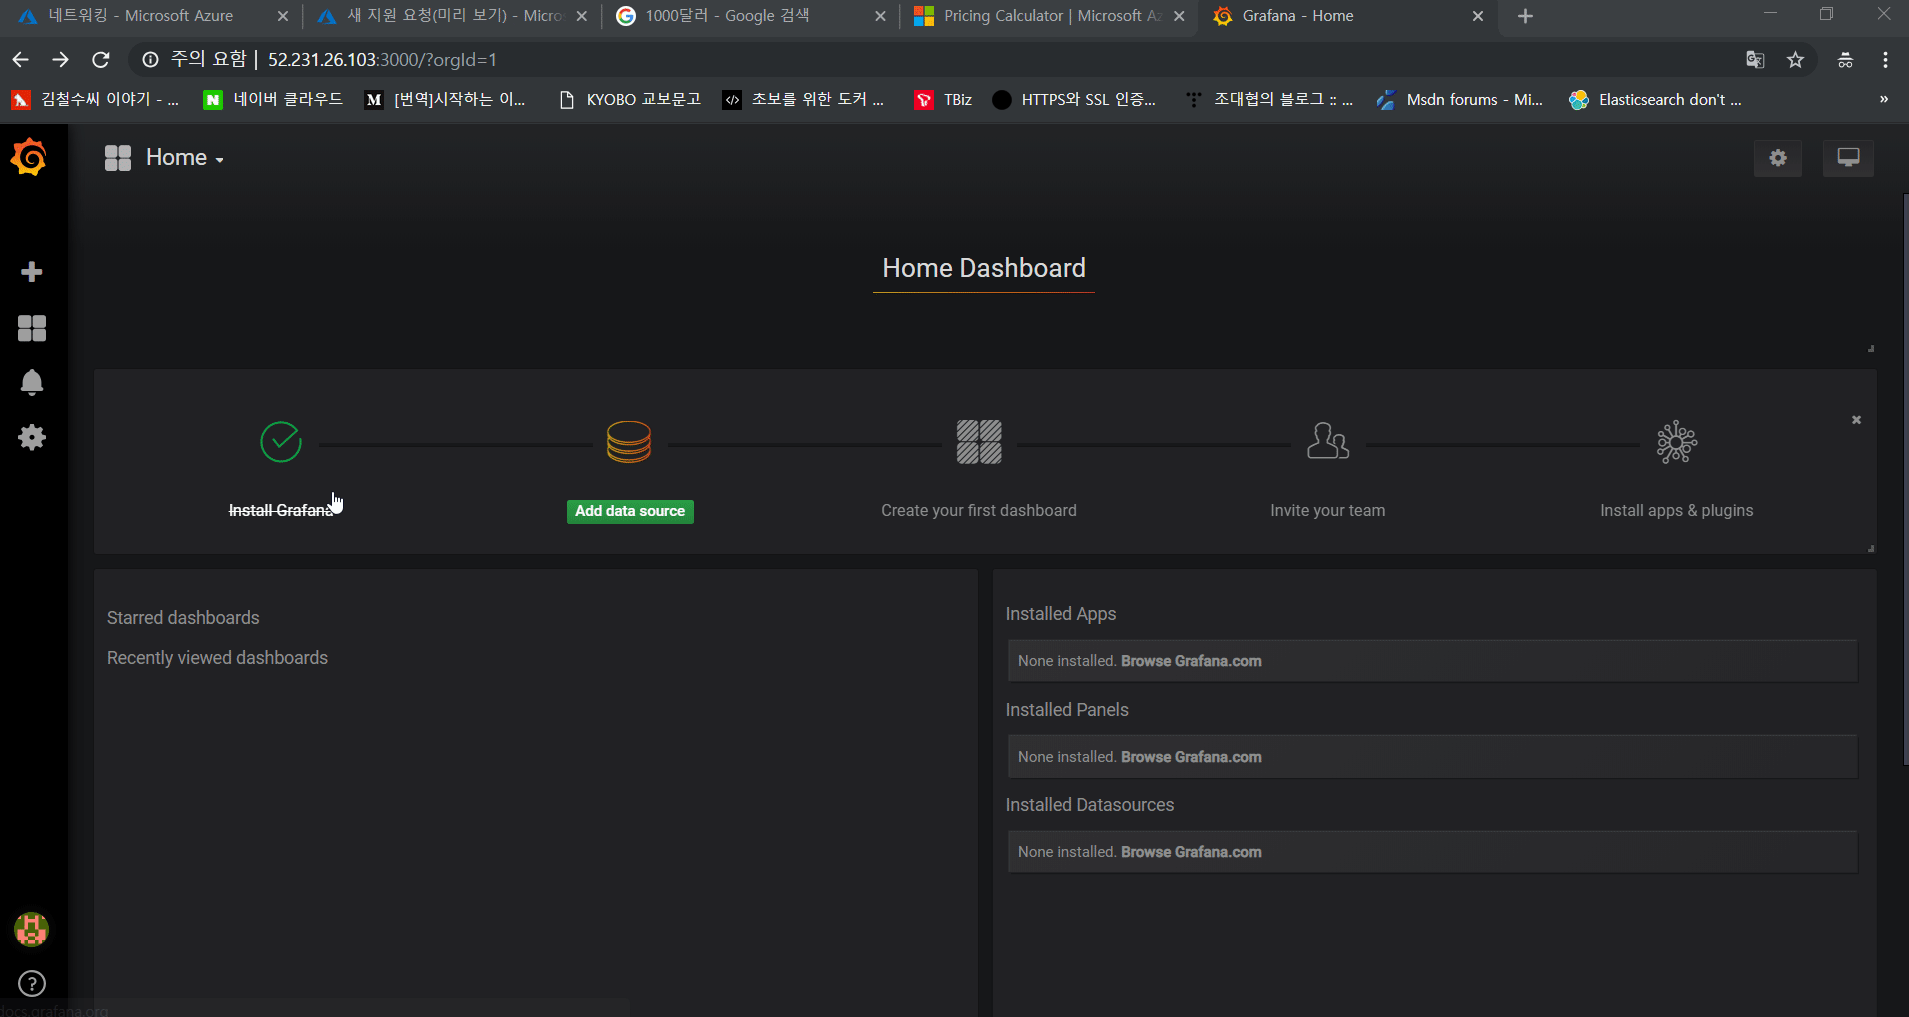 네트워킹 - Microsoft Azure
새 지원 요청(미리 보기) - Micros
1000달러 - Google 검색
Pricing Calculator | Microsoft Az
Grafana - Home
주의 요함 | 52.231.26.103:3000/?orgId=1
김철수씨 이야기 - ...
네이버 클라우드
[번역]시작하는 이...
KYOBO 교보문고
초보를 위한 도커 ...
TBiz
HTTPS와 SSL 인증...
조대협의 블로그 :: ...
Msdn forums - Mi...
Elasticsearch don't ...
»
Home
Home Dashboard
Install Grafana
Add data source
Create your first dashboard
Invite your team
Install apps & plugins
Starred dashboards
Recently viewed dashboards
Installed Apps
None installed. Browse Grafana.com
Installed Panels
None installed. Browse Grafana.com
Installed Datasources
None installed. Browse Grafana.com
docs.grafana.org